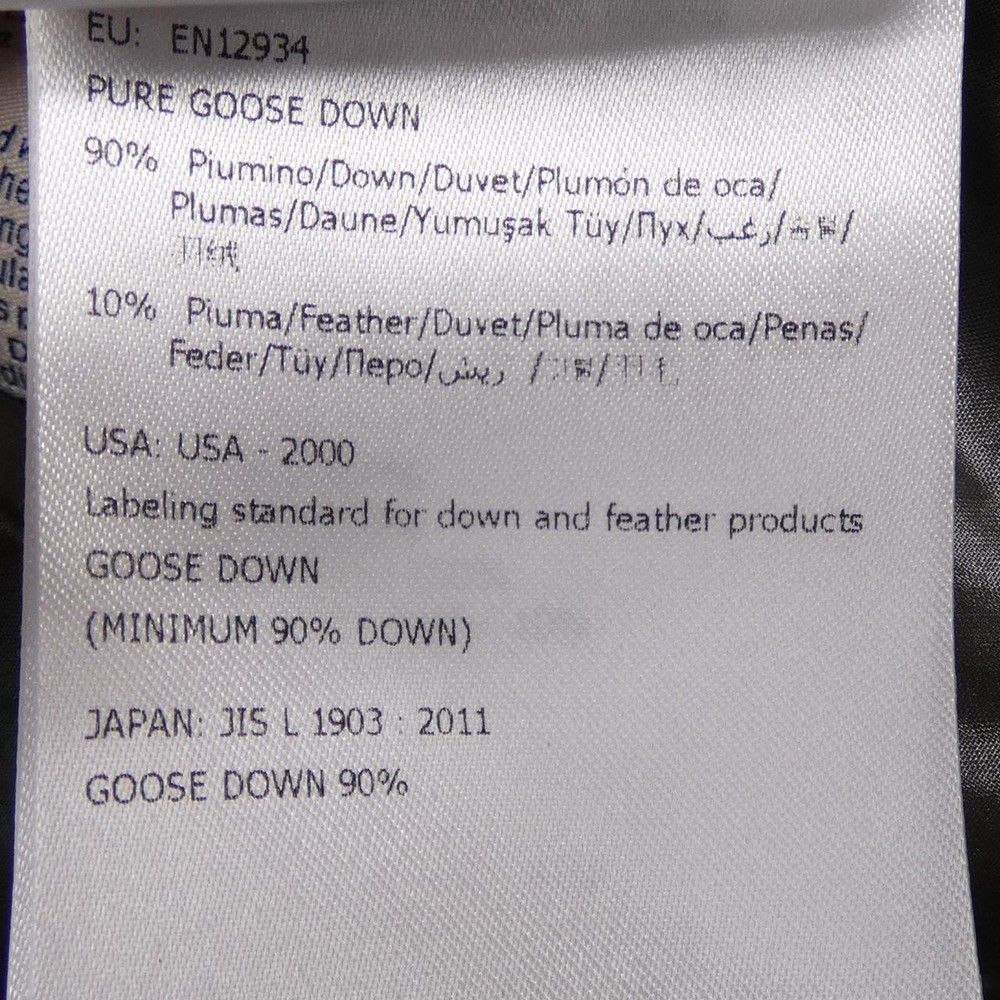 EU: EN12934
PURE GOOSE DOWN
90% Piumino/Down/Duvet/Plumón de oca/
Plumas/Daune/Yumuşak Tüy/Пух/زغب/
10% Piuma/Feather/Duvet/Pluma de oca/Penas/
Feder/Tüy/Перо/ريش /
USA: USA - 2000
Labeling standard for down and feather products
GOOSE DOWN
(MINIMUM 90% DOWN)
JAPAN: JIS L 1903 : 2011
GOOSE DOWN 90%